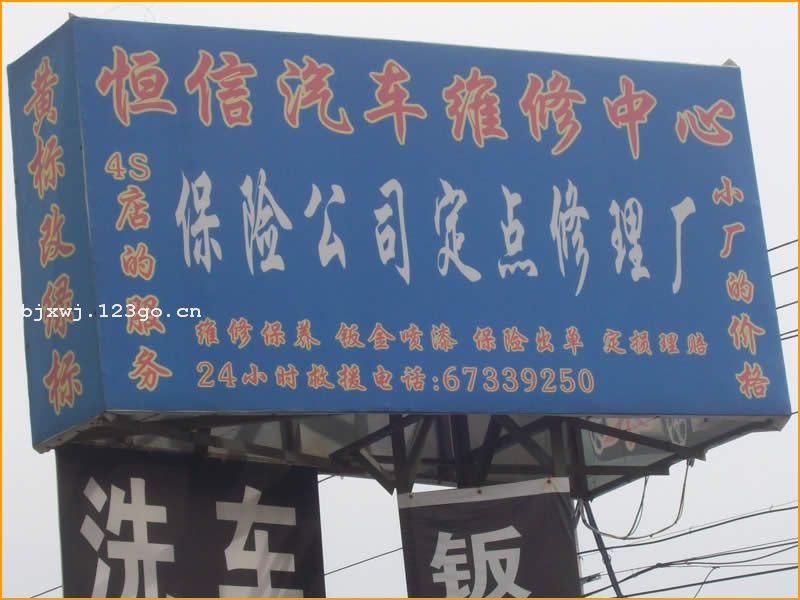 恒信汽车维修中心
黄标改绿标
4S店的服务
保险公司定点修理厂
小厂的价格
维修保养 钣金喷漆 保险出单 定损理赔
24小时救援电话:67339250
bjxwj.123go.cn
洗车
钣